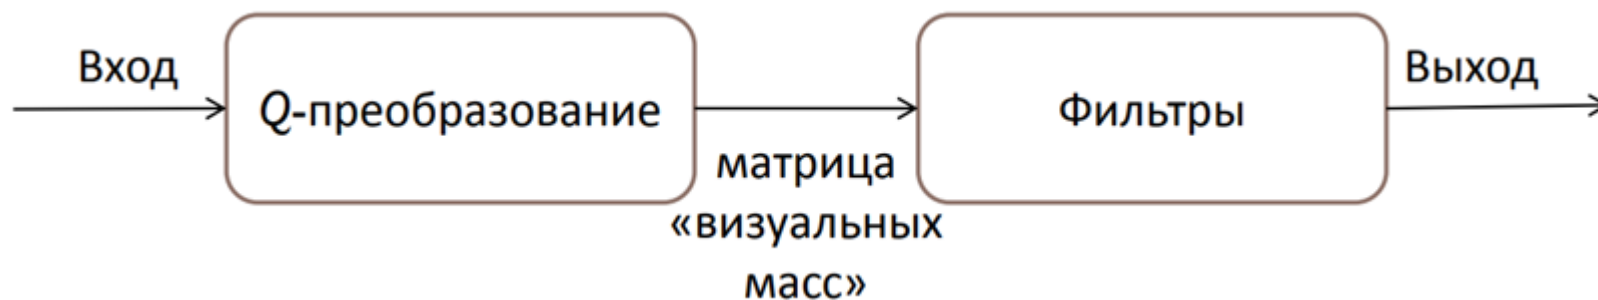 Вход
Q-преобразование
матрица
«визуальных
масс»
Фильтры
Выход